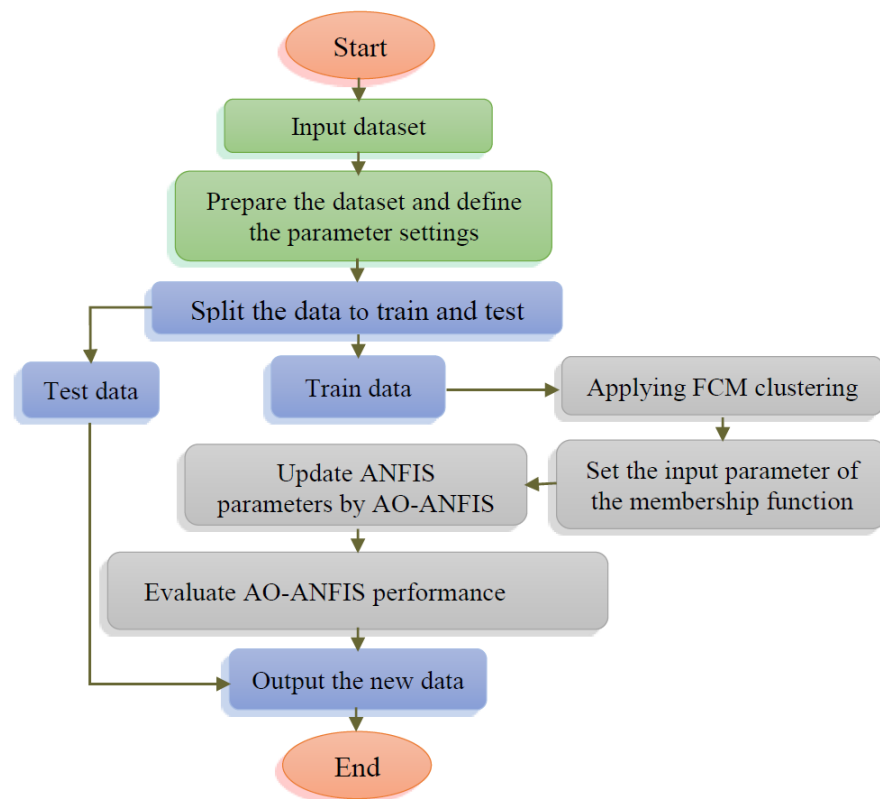 Start
Input dataset
Prepare the dataset and define
the parameter settings
Split the data to train and test
Test data
Train data
Applying FCM clustering
Set the input parameter of
the membership function
Update ANFIS
parameters by AO-ANFIS
Evaluate AO-ANFIS performance
Output the new data
End